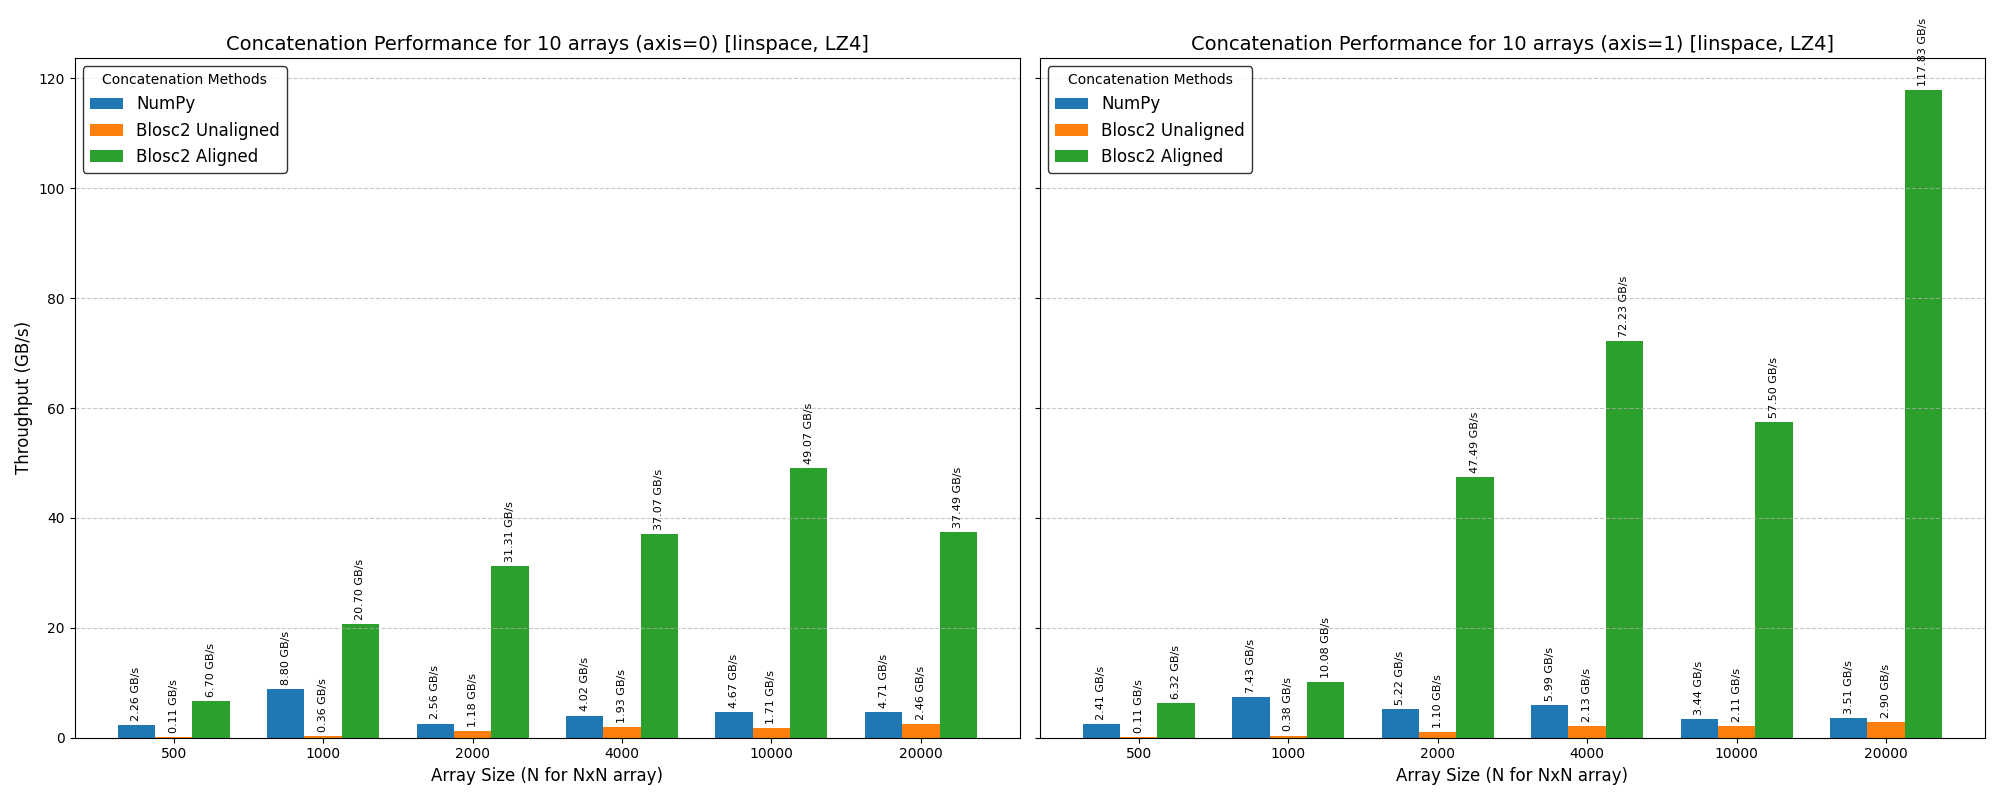 Concatenation Performance for 10 arrays (axis=0) [linspace, LZ4]
Concatenation Methods
NumPy
Blosc2 Unaligned
Blosc2 Aligned
Throughput (GB/s)
120
100
80
60
40
20
0
2.26 GB/s
0.11 GB/s
6.70 GB/s
8.80 GB/s
0.36 GB/s
20.70 GB/s
2.56 GB/s
1.18 GB/s
31.31 GB/s
4.02 GB/s
1.93 GB/s
37.07 GB/s
4.67 GB/s
1.71 GB/s
49.07 GB/s
4.71 GB/s
2.46 GB/s
37.49 GB/s
500
1000
2000
4000
10000
20000
Array Size (N for NxN array)
Concatenation Performance for 10 arrays (axis=1) [linspace, LZ4]
Concatenation Methods
NumPy
Blosc2 Unaligned
Blosc2 Aligned
2.41 GB/s
0.11 GB/s
6.32 GB/s
7.43 GB/s
0.38 GB/s
10.08 GB/s
5.22 GB/s
1.10 GB/s
47.49 GB/s
5.99 GB/s
2.13 GB/s
72.23 GB/s
3.44 GB/s
2.11 GB/s
57.50 GB/s
3.51 GB/s
2.90 GB/s
117.83 GB/s
500
1000
2000
4000
10000
20000
Array Size (N for NxN array)